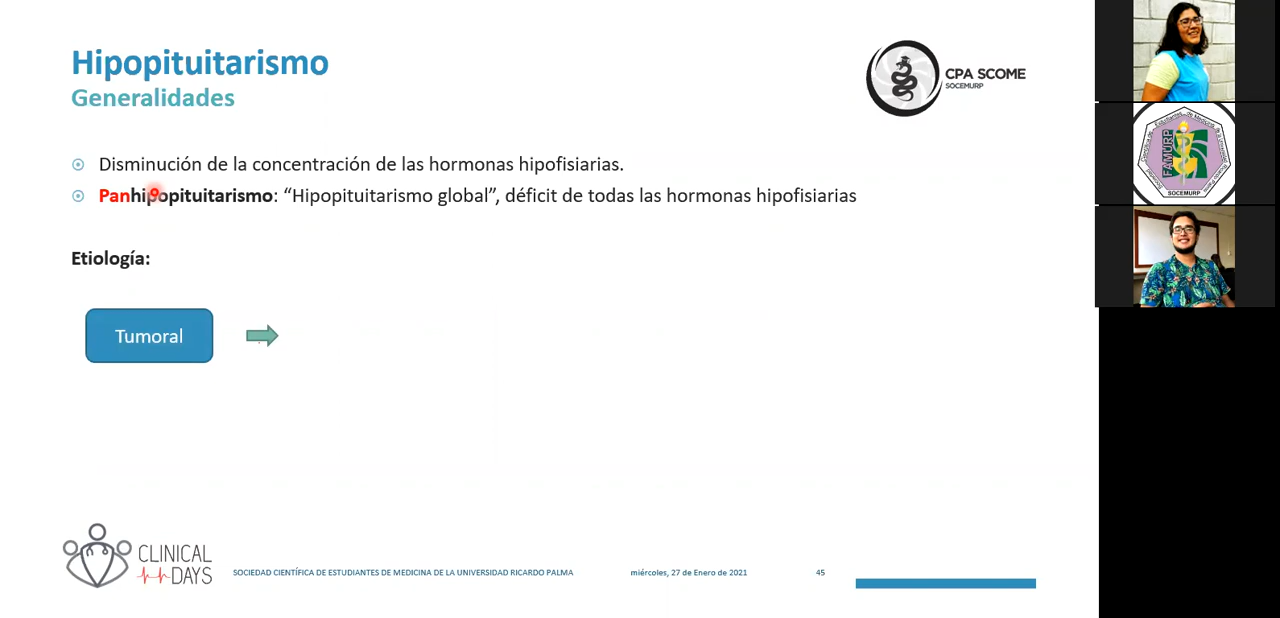 Hipopituitarismo
Generalidades
CPA SCOME
SOCEMURP
Disminución de la concentración de las hormonas hipofisiarias.
Panhipopituitarismo: “Hipopituitarismo global”, déficit de todas las hormonas hipofisiarias
Etiología:
Tumoral
CLINICAL
DAYS
SOCIEDAD CIENTÍFICA DE ESTUDIANTES DE MEDICINA DE LA UNIVERSIDAD RICARDO PALMA
miércoles, 27 de Enero de 2021
45
FAMURP
SOCEMURP